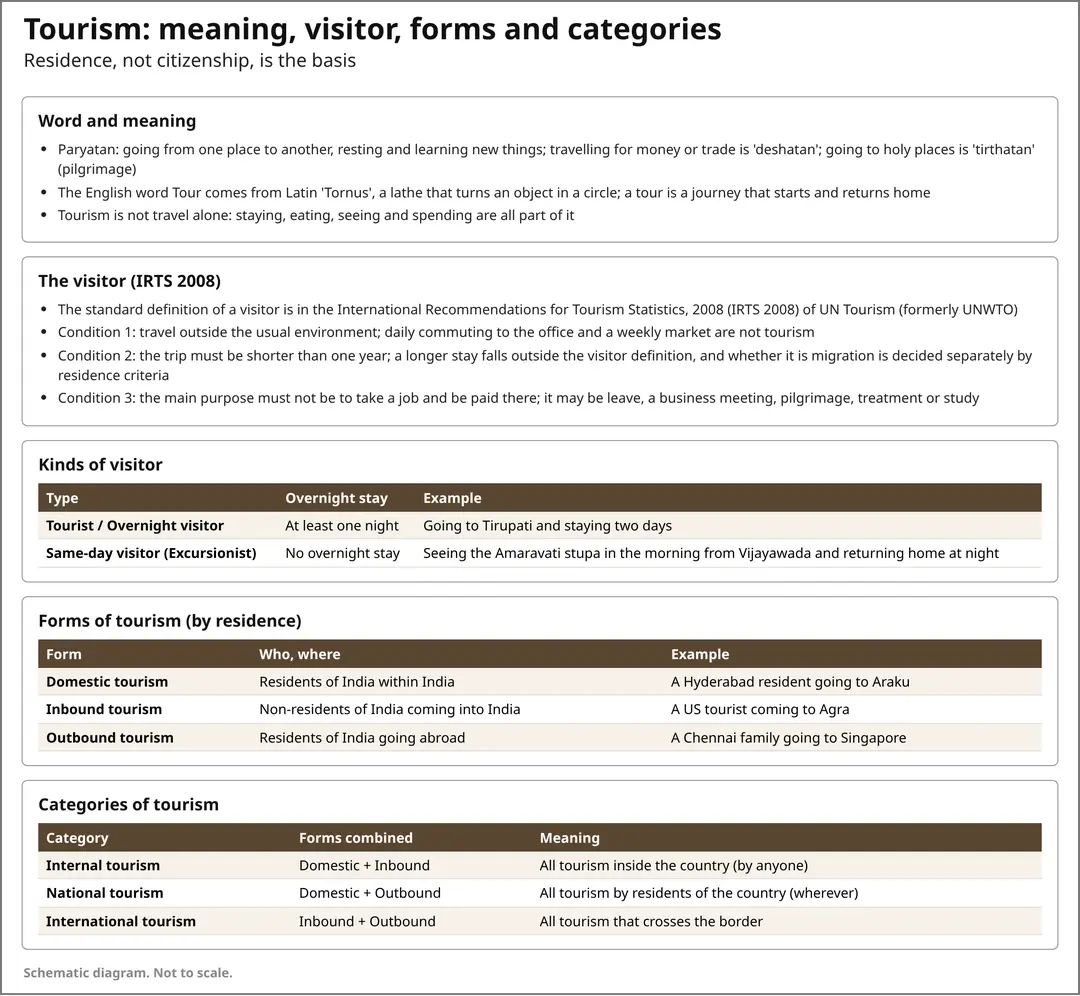 Tourism: meaning, visitor, forms and categories
Residence, not citizenship, is the basis
Word and meaning
• Paryatan: going from one place to another, resting and learning new things; travelling for money or trade is 'deshatan'; going to holy places is 'tirthatan'
(pilgrimage)
• The English word Tour comes from Latin 'Tornus', a lathe that turns an object in a circle; a tour is a journey that starts and returns home
• Tourism is not travel alone: staying, eating, seeing and spending are all part of it
The visitor (IRTS 2008)
• The standard definition of a visitor is in the International Recommendations for Tourism Statistics, 2008 (IRTS 2008) of UN Tourism (formerly UNWTO)
• Condition 1: travel outside the usual environment; daily commuting to the office and a weekly market are not tourism
• Condition 2: the trip must be shorter than one year; a longer stay falls outside the visitor definition, and whether it is migration is decided separately by
residence criteria
• Condition 3: the main purpose must not be to take a job and be paid there; it may be leave, a business meeting, pilgrimage, treatment or study
Kinds of visitor
Type Overnight stay Example
Tourist / Overnight visitor At least one night Going to Tirupati and staying two days
Same-day visitor (Excursionist) No overnight stay Seeing the Amaravati stupa in the morning from Vijayawada and returning home at night
Forms of tourism (by residence)
Form Who, where Example
Domestic tourism Residents of India within India A Hyderabad resident going to Araku
Inbound tourism Non-residents of India coming into India A US tourist coming to Agra
Outbound tourism Residents of India going abroad A Chennai family going to Singapore
Categories of tourism
Category Forms combined Meaning
Internal tourism Domestic + Inbound All tourism inside the country (by anyone)
National tourism Domestic + Outbound All tourism by residents of the country (wherever)
International tourism Inbound + Outbound All tourism that crosses the border
Schematic diagram. Not to scale.